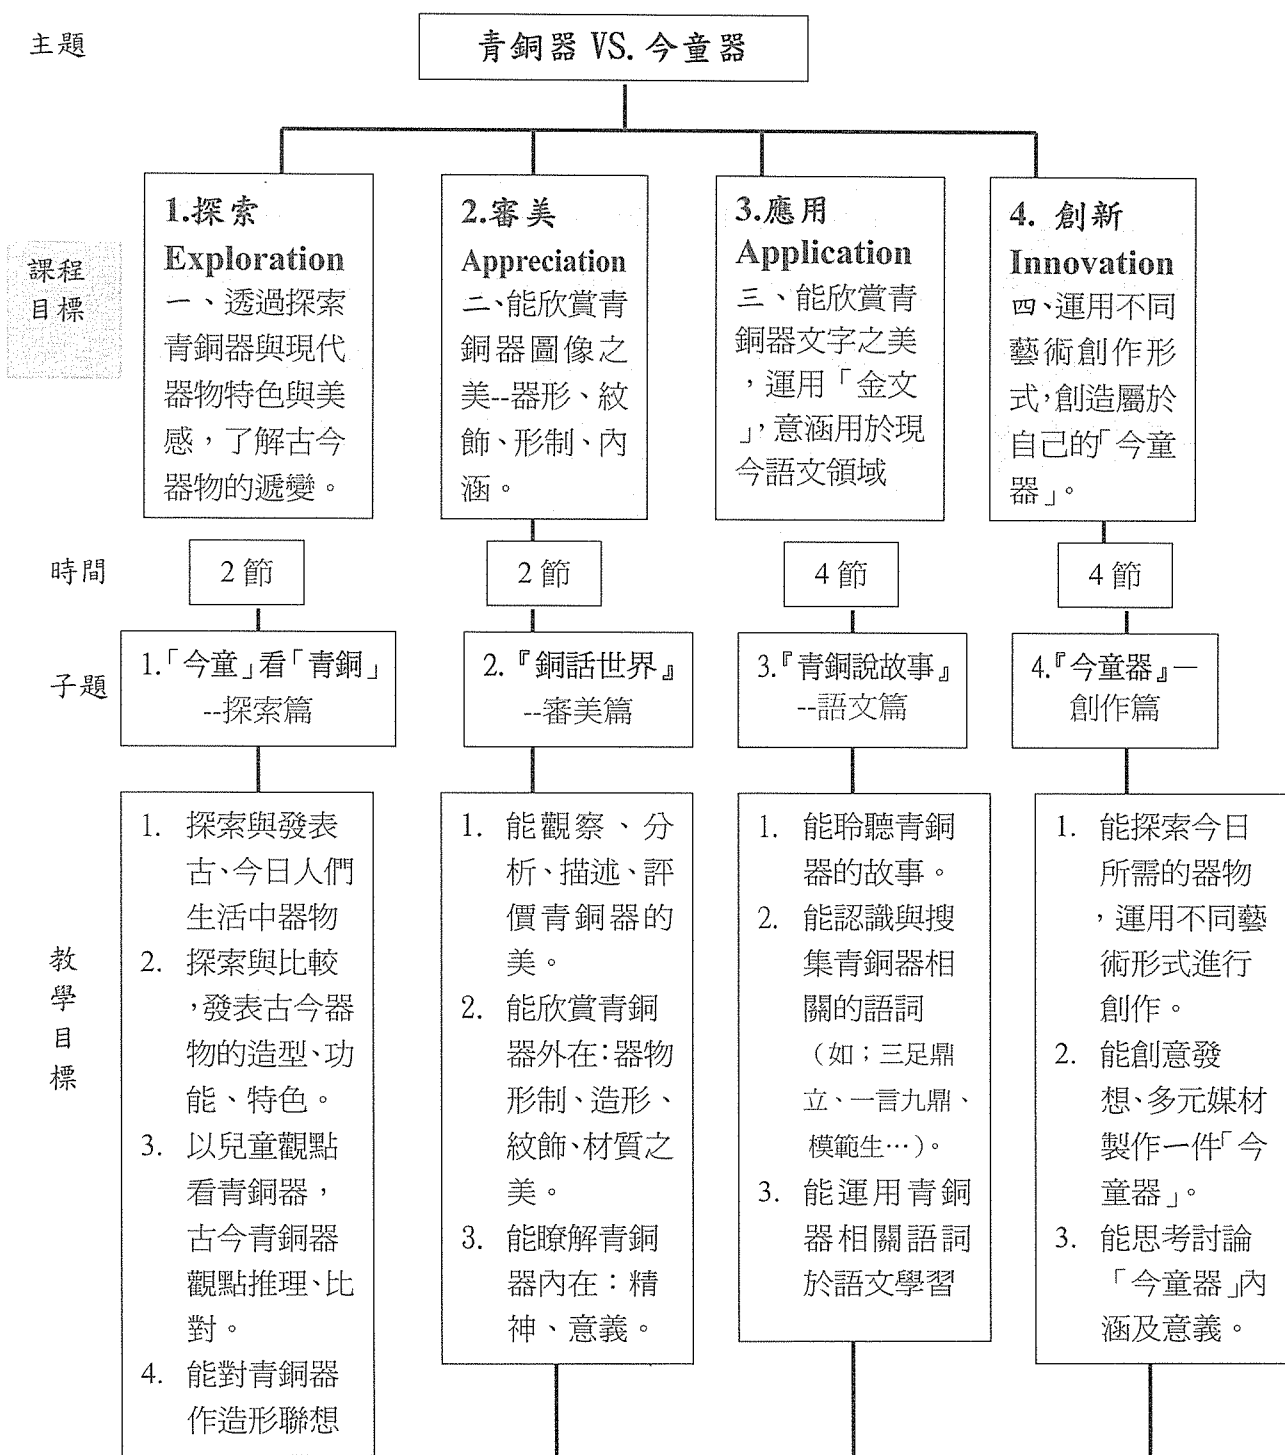 主題
青銅器 VS. 今童器
課程
目標
1.探索
Exploration
一、透過探索
青銅器與現代
器物特色與美
感，了解古今
器物的遞變。
2.審美
Appreciation
二、能欣賞青
銅器圖像之
美--器形、紋
飾、形制、內
涵。
3.應用
Application
三、能欣賞青
銅器文字之美
，運用「金文
」，意涵用於現
今語文領域
4. 創新
Innovation
四、運用不同
藝術創作形
式，創造屬於
自己的「今童
器」。
時間
2 節
2 節
4 節
4 節
子題
1.「今童」看「青銅」
--探索篇
2.『銅話世界』
--審美篇
3.『青銅說故事』
--語文篇
4.『今童器』—
創作篇
教
學
目
標
1. 探索與發表
古、今日人們
生活中器物
2. 探索與比較
，發表古今器
物的造型、功
能、特色。
3. 以兒童觀點
看青銅器，
古今青銅器
觀點推理、比
對。
4. 能對青銅器
作造形聯想
1. 能觀察、分
析、描述、評
價青銅器的
美。
2. 能欣賞青銅
器外在：器物
形制、造形、
紋飾、材質之
美。
3. 能瞭解青銅
器內在：精
神、意義。
1. 能聆聽青銅
器的故事。
2. 能認識與搜
集青銅器相
關的語詞
（如；三足鼎
立、一言九鼎、
模範生…）。
3. 能運用青銅
器相關語詞
於語文學習
1. 能探索今日
所需的器物
，運用不同藝
術形式進行
創作。
2. 能創意發
想、多元媒材
製作一件「今
童器」。
3. 能思考討論
「今童器」內
涵及意義。